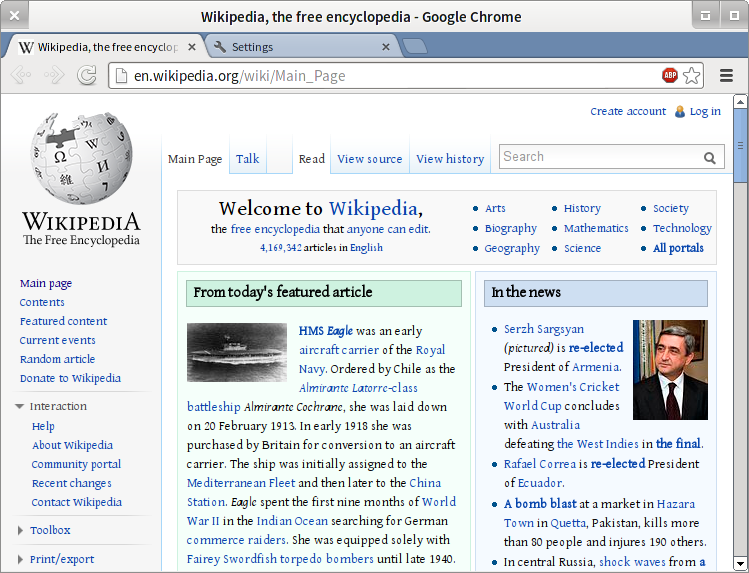 Wikipedia, the free encyclopedia - Google Chrome
Wikipedia, the free encyclop
Settings
en.wikipedia.org/wiki/Main_Page
ABP
Create account Log in
Main Page Talk Read View source View history Search
WIKIPEDIA
The Free Encyclopedia
Main page
Contents
Featured content
Current events
Random article
Donate to Wikipedia
Interaction
Help
About Wikipedia
Community portal
Recent changes
Contact Wikipedia
Toolbox
Print/export
Welcome to Wikipedia,
the free encyclopedia that anyone can edit.
4,169,342 articles in English
Arts History Society
Biography Mathematics Technology
Geography Science All portals
From today's featured article
HMS Eagle was an early
aircraft carrier of the Royal
Navy. Ordered by Chile as the
Almirante Latorre-class
battleship Almirante Cochrane, she was laid down
on 20 February 1913. In early 1918 she was
purchased by Britain for conversion to an aircraft
carrier. The ship was initially assigned to the
Mediterranean Fleet and then later to the China
Station. Eagle spent the first nine months of World
War II in the Indian Ocean searching for German
commerce raiders. She was equipped solely with
Fairey Swordfish torpedo bombers until late 1940.
In the news
Serzh Sargsyan
(pictured) is re-elected
President of Armenia.
The Women's Cricket
World Cup concludes
with Australia
defeating the West Indies in the final.
Rafael Correa is re-elected President
of Ecuador.
A bomb blast at a market in Hazara
Town in Quetta, Pakistan, kills more
than 80 people and injures 190 others.
In central Russia, shock waves from a